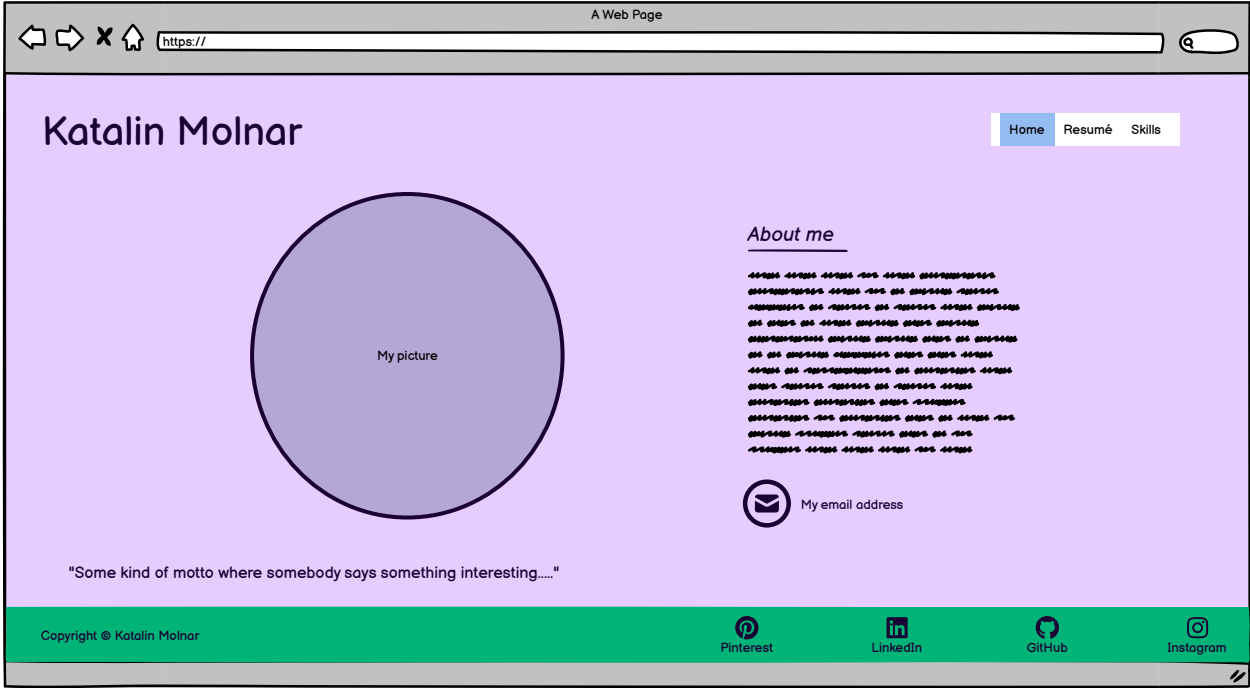 A Web Page
https://
Katalin Molnar
Home Resumé Skills
My picture
About me
My email address
"Some kind of motto where somebody says something interesting....."
Copyright © Katalin Molnar
Pinterest
LinkedIn
GitHub
Instagram